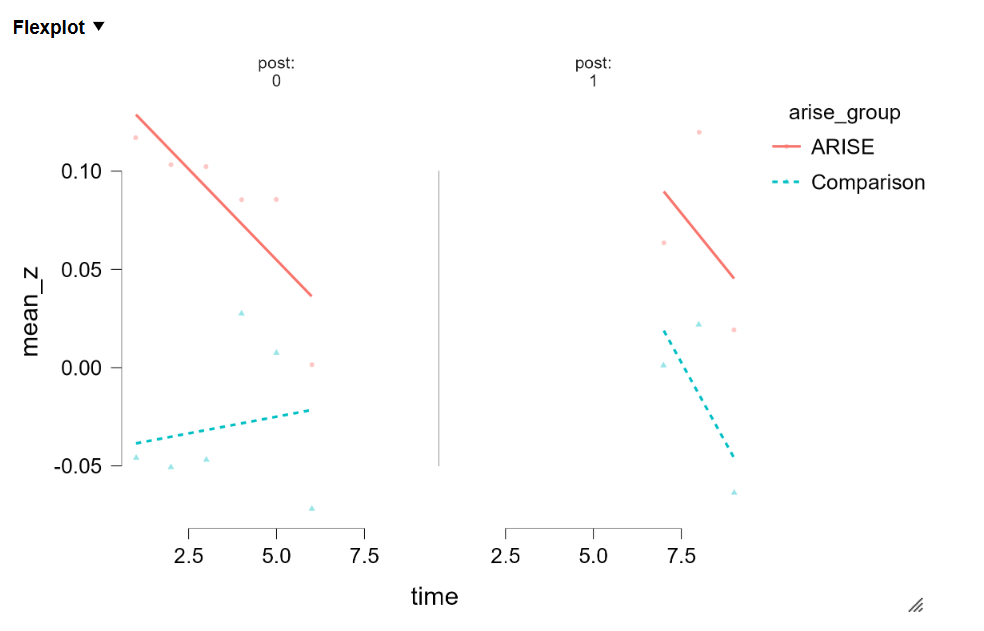 Flexplot ▼
post:
0
post:
1
arise_group
ARISE
Comparison
mean_z
0.10
0.05
0.00
-0.05
2.5 5.0 7.5
2.5 5.0 7.5
time